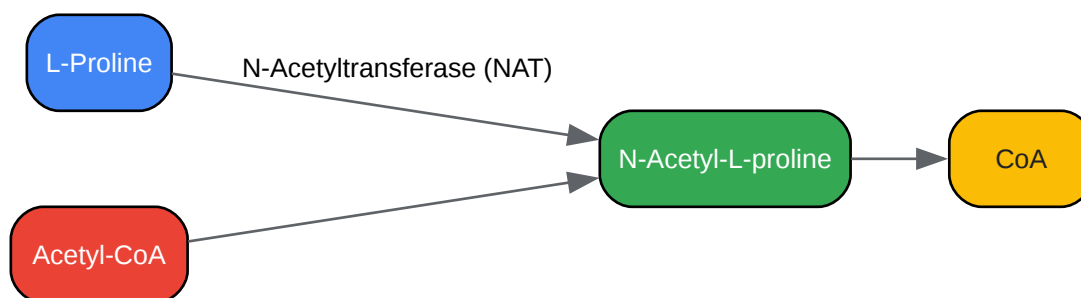 L-Proline
N-Acetyltransferase (NAT)
N-Acetyl-L-proline
CoA
Acetyl-CoA